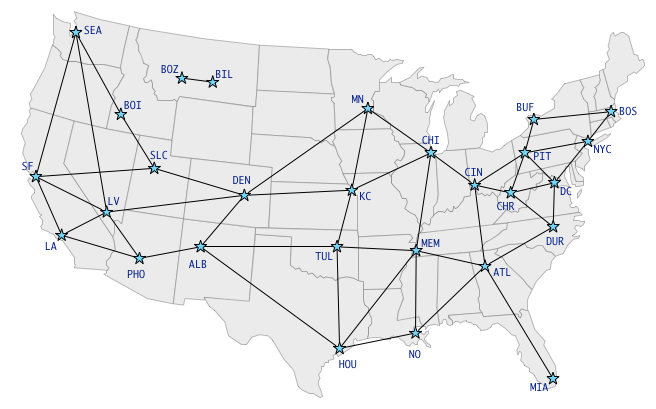 SEA
BOZ
BIL
BOI
MN
BUF
BOS
CHI
NYC
SLC
PIT
SF
DEN
CIN
DC
KC
CHR
LV
LA
DUR
MEM
TUL
ALB
PHO
ATL
NO
HOU
MIA